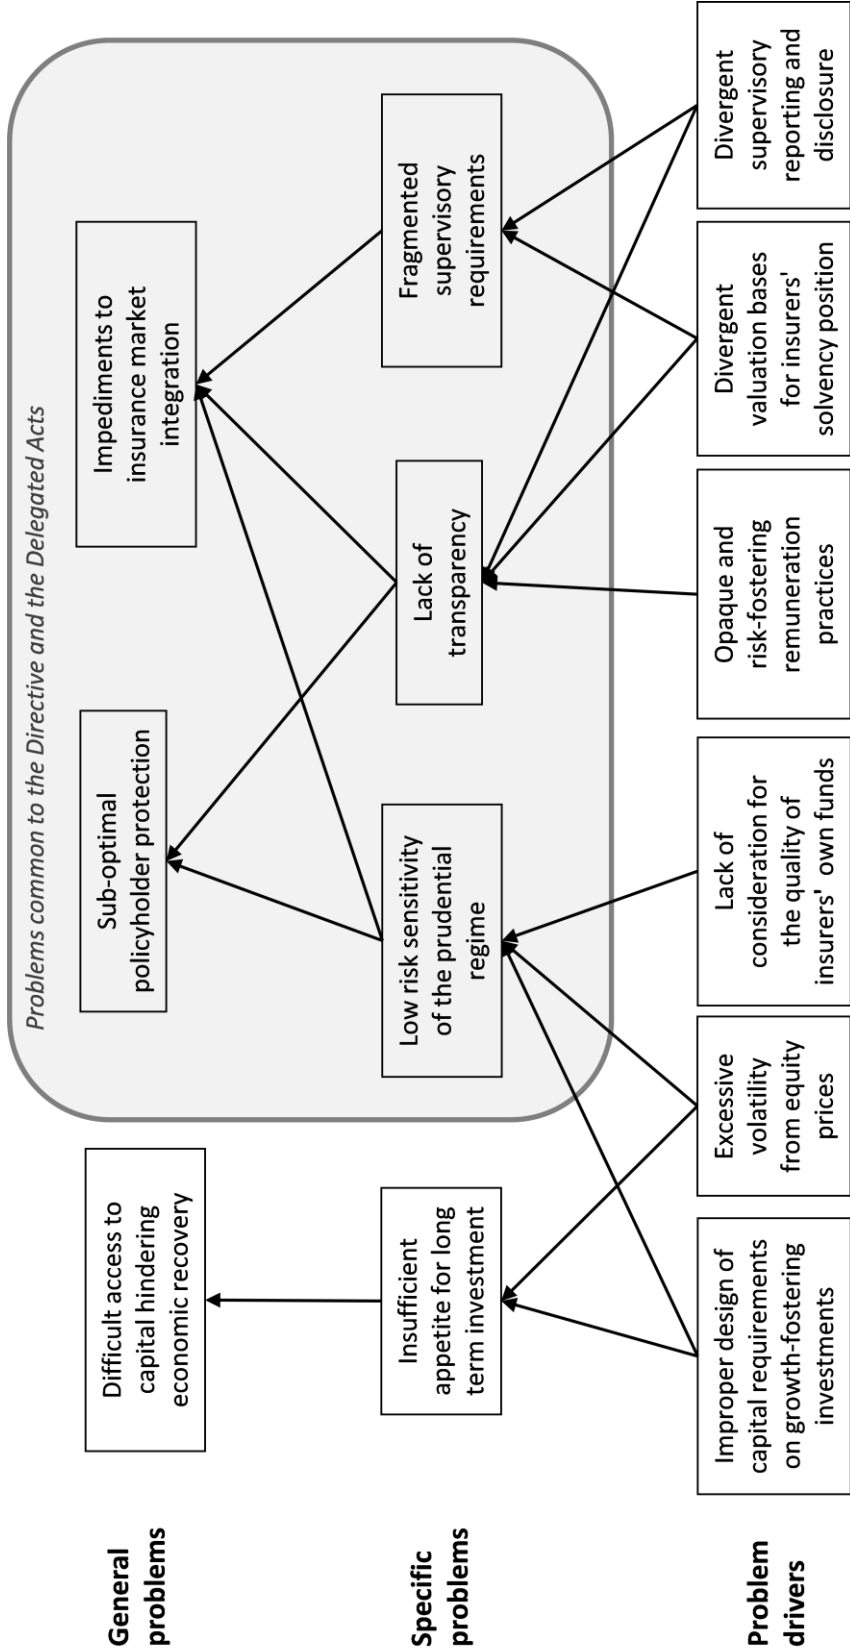 Problems common to the Directive and the Delegated Acts
General
problems
Difficult access to
capital hindering
economic recovery
Sub-optimal
policyholder protection
Impediments to
insurance market
integration
Specific
problems
Insufficient
appetite for long
term investment
Low risk sensitivity
of the prudential
regime
Lack of
transparency
Fragmented
supervisory
requirements
Problem
drivers
Improper design of
capital requirements
on growth-fostering
investments
Excessive
volatility
from equity
prices
Lack of
consideration for
the quality of
insurers' own funds
Opaque and
risk-fostering
remuneration
practices
Divergent
valuation bases
for insurers'
solvency position
Divergent
supervisory
reporting and
disclosure